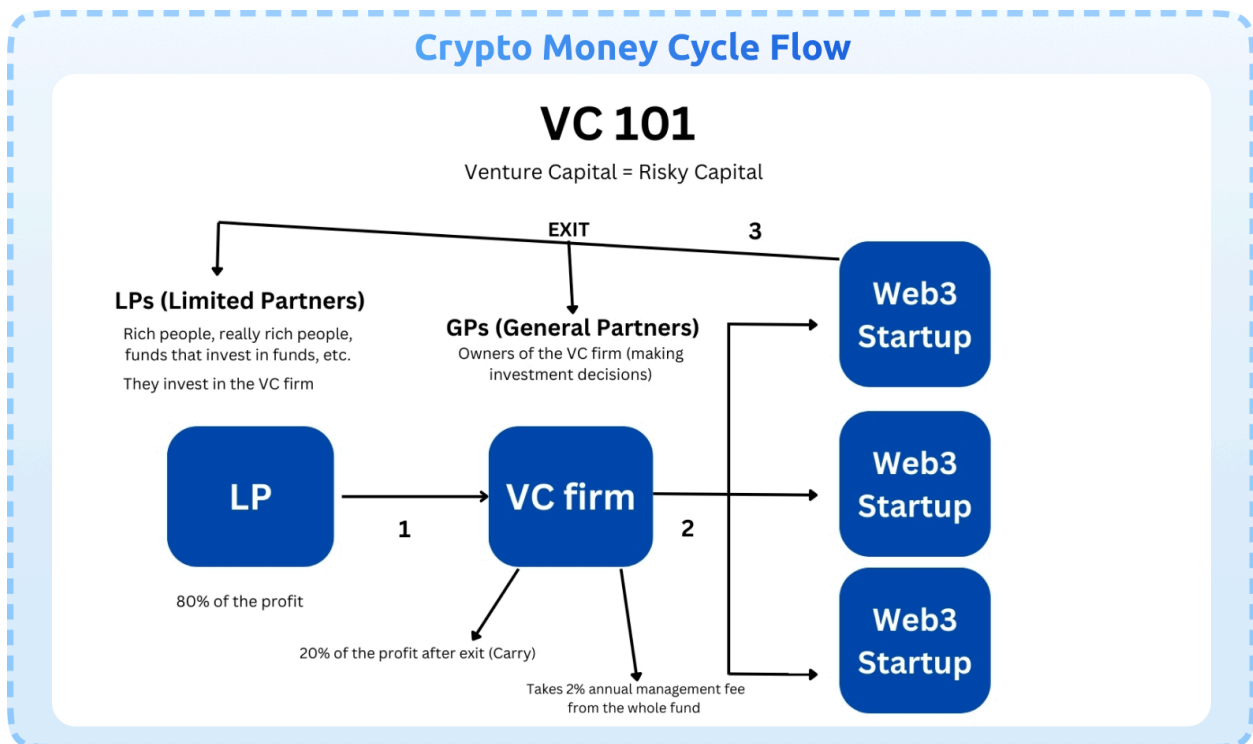 Crypto Money Cycle Flow
VC 101
Venture Capital = Risky Capital
EXIT
3
LPs (Limited Partners)
Rich people, really rich people,
funds that invest in funds, etc.
They invest in the VC firm
GPs (General Partners)
Owners of the VC firm (making
investment decisions)
Web3
Startup
LP
1
VC firm
2
Web3
Startup
80% of the profit
20% of the profit after exit (Carry)
Takes 2% annual management fee
from the whole fund
Web3
Startup